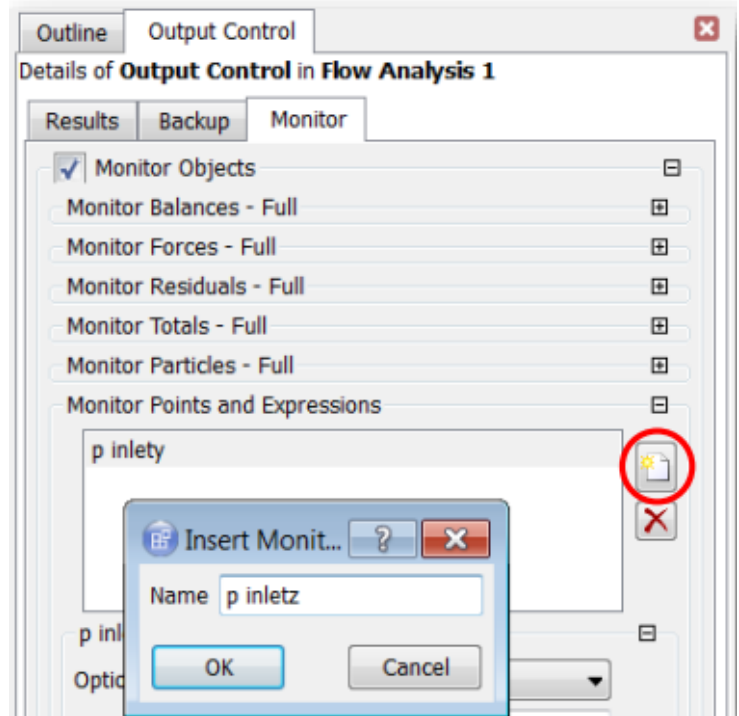 Outline Output Control
Details of Output Control in Flow Analysis 1
Results Backup Monitor
Monitor Objects
Monitor Balances - Full
Monitor Forces - Full
Monitor Residuals - Full
Monitor Totals - Full
Monitor Particles - Full
Monitor Points and Expressions
p inlety
Insert Monit... ?
Name p inletz
p inl
OK Cancel
Optio